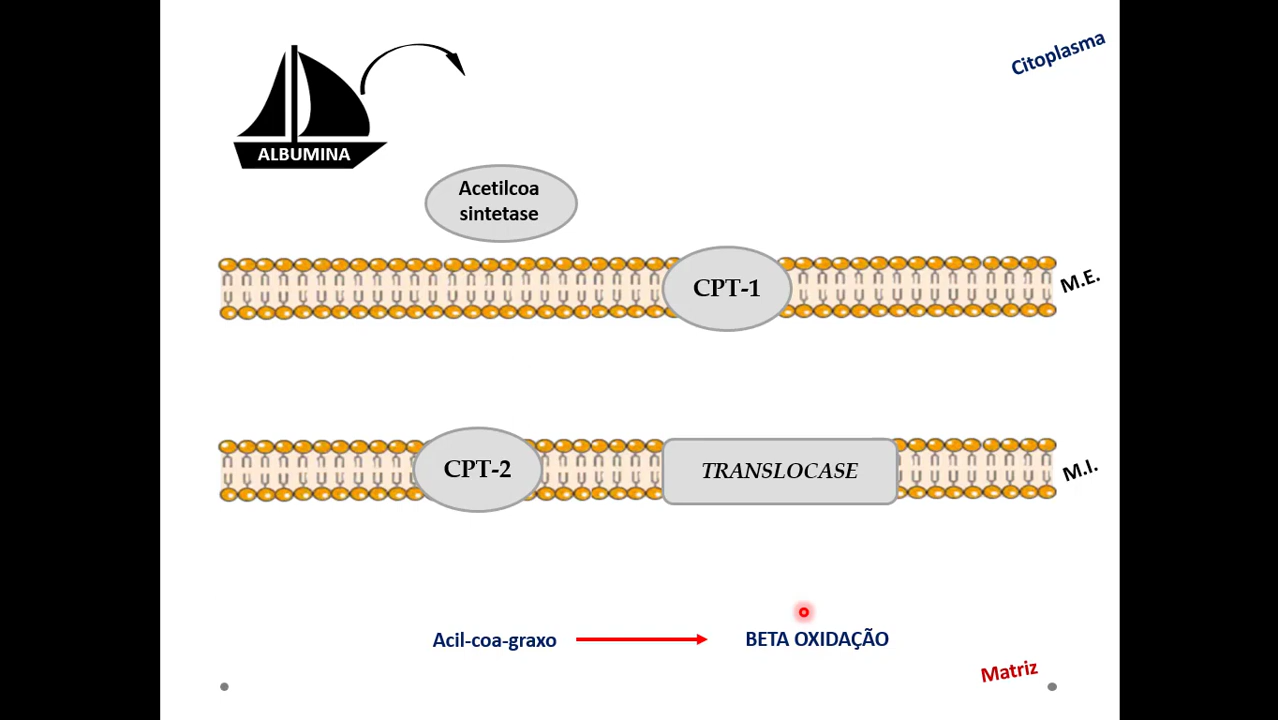 Citoplasma
ALBUMINA
Acetilcoa
sintetase
CPT-1
M.E.
CPT-2
TRANSLOCASE
M.I.
Acil-coa-graxo
BETA OXIDAÇÃO
Matriz